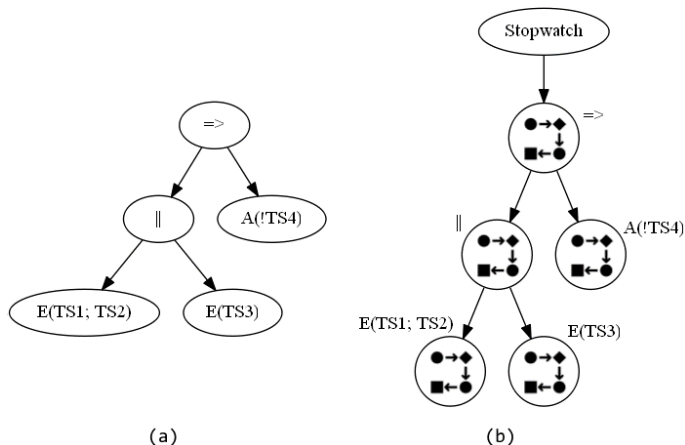 Stopwatch
=>
=>
||
A(!TS4)
||
A(!TS4)
E(TS1; TS2)
E(TS3)
E(TS1; TS2)
E(TS3)
(a)
(b)